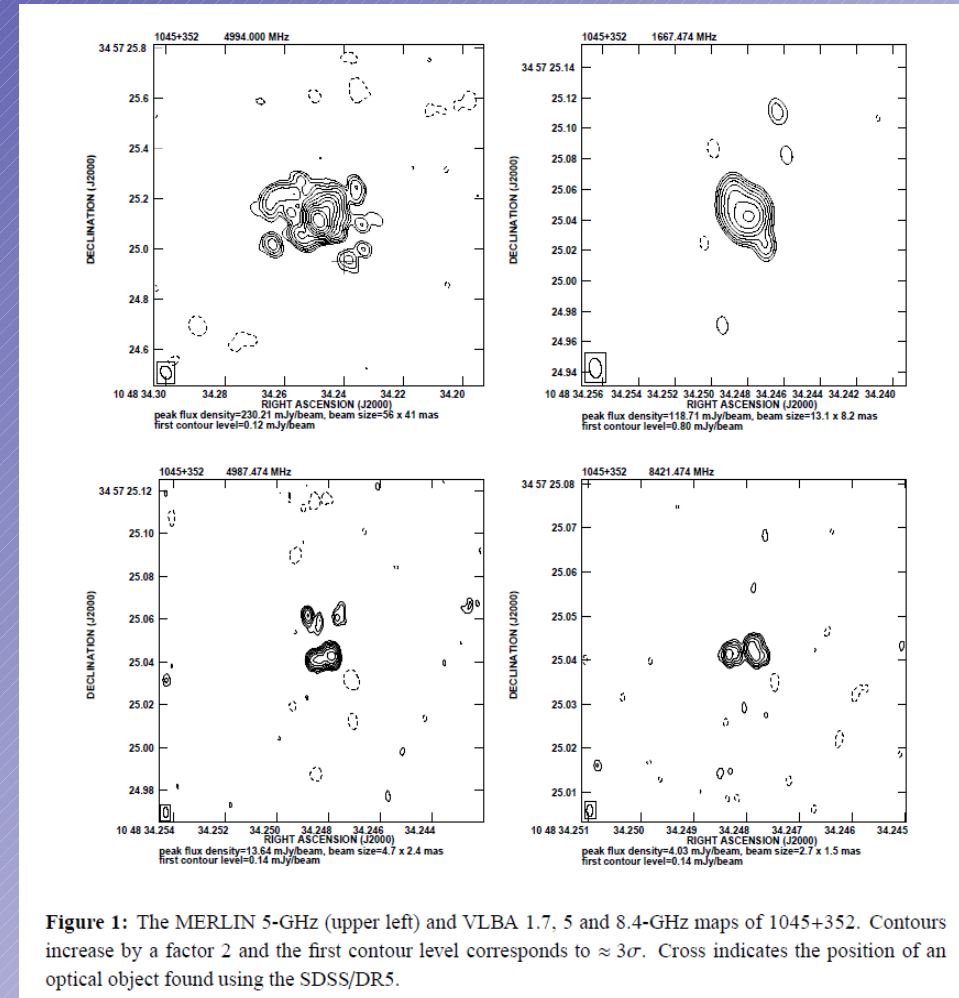 1045+352 4994.000 MHz
34 57 25.8
25.6
25.4
25.2
25.0
24.8
24.6
DECLINATION (J2000)
10 48 34.30 34.28 34.26 34.24 34.22 34.20
RIGHT ASCENSION (J2000)
peak flux density=230.21 mJy/beam, beam size=56 x 41 mas
first contour level=0.12 mJy/beam
1045+352 1667.474 MHz
34 57 25.14
25.12
25.10
25.08
25.06
25.04
25.02
25.00
24.98
24.96
24.94
DECLINATION (J2000)
10 48 34.256 34.254 34.252 34.250 34.248 34.246 34.244 34.242 34.240
RIGHT ASCENSION (J2000)
peak flux density=118.71 mJy/beam, beam size=13.1 x 8.2 mas
first contour level=0.80 mJy/beam
1045+352 4987.474 MHz
34 57 25.12
25.10
25.08
25.06
25.04
25.02
25.00
24.98
DECLINATION (J2000)
10 48 34.254 34.252 34.250 34.248 34.246 34.244
RIGHT ASCENSION (J2000)
peak flux density=13.64 mJy/beam, beam size=4.7 x 2.4 mas
first contour level=0.14 mJy/beam
1045+352 8421.474 MHz
34 57 25.08
25.07
25.06
25.05
25.04
25.03
25.02
25.01
DECLINATION (J2000)
10 48 34.251 34.250 34.249 34.248 34.247 34.246 34.245
RIGHT ASCENSION (J2000)
peak flux density=4.03 mJy/beam, beam size=2.7 x 1.5 mas
first contour level=0.14 mJy/beam
Figure 1: The MERLIN 5-GHz (upper left) and VLBA 1.7, 5 and 8.4-GHz maps of 1045+352. Contours
increase by a factor 2 and the first contour level corresponds to ≈ 3σ. Cross indicates the position of an
optical object found using the SDSS/DR5.